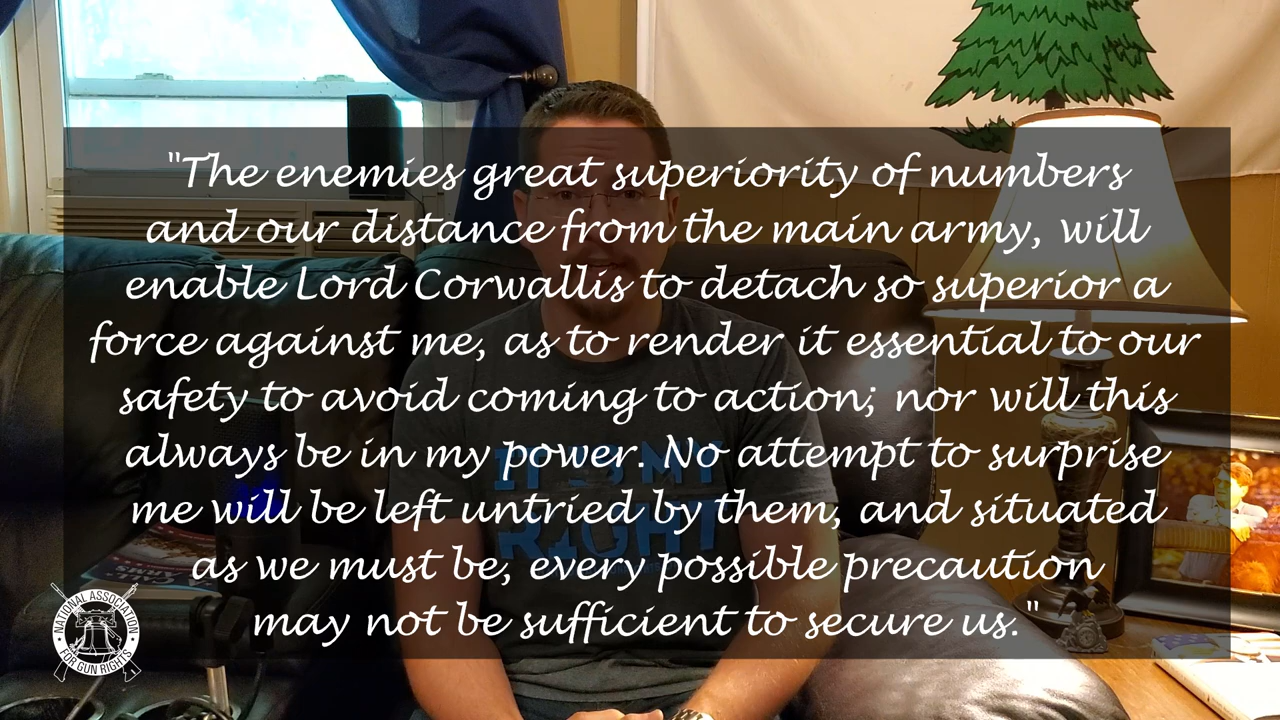 "The enemies great superiority of numbers
and our distance from the main army, will
enable Lord Corwallis to detach so superior a
force against me, as to render it essential to our
safety to avoid coming to action; nor will this
always be in my power. No attempt to surprise
me will be left untried by them, and situated
as we must be, every possible precaution
may not be sufficient to secure us."
IT IS MY
RIGHT
NATIONAL ASSOCIATION
FOR GUN RIGHTS